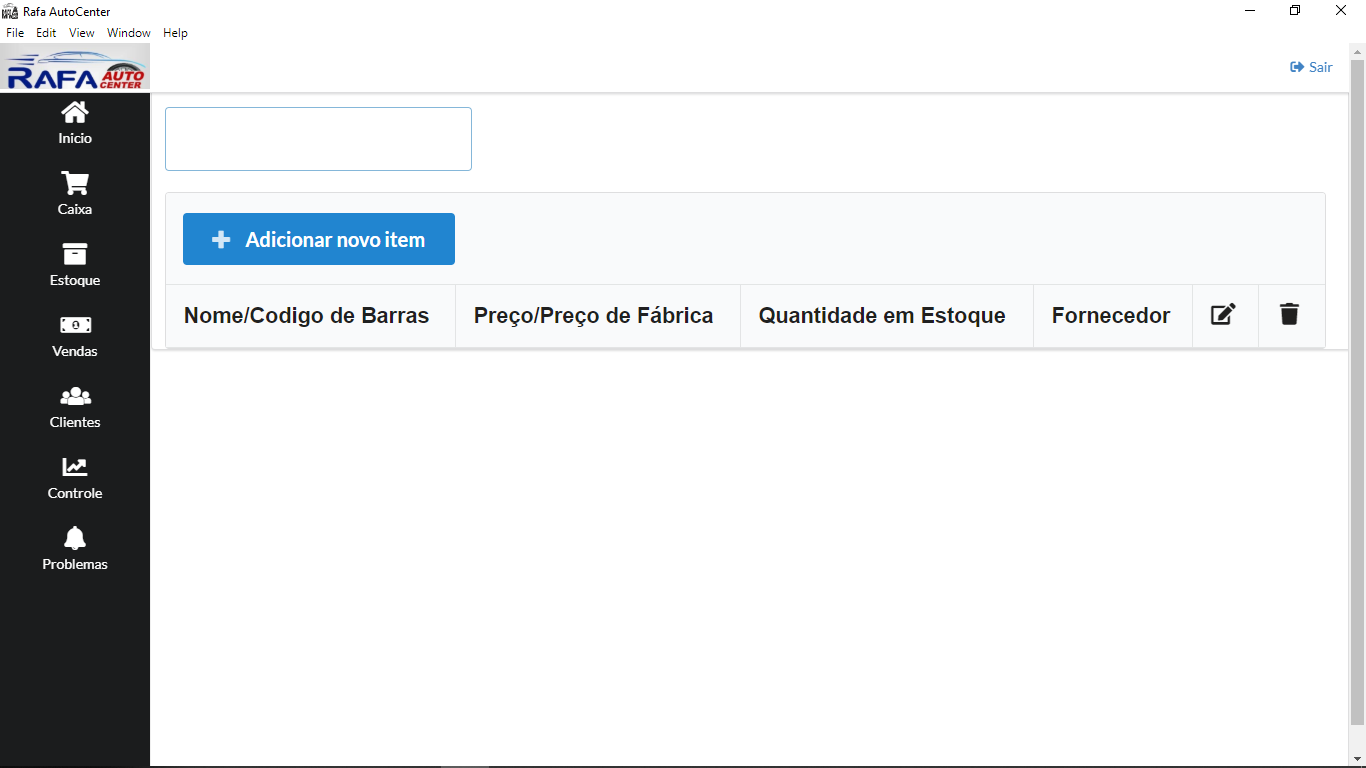 Rafa AutoCenter
File Edit View Window Help
RAFA AUTO CENTER
Sair
Inicio
Caixa
Estoque
Vendas
Clientes
Controle
Problemas
Adicionar novo item
Nome/Codigo de Barras Preço/Preço de Fábrica Quantidade em Estoque Fornecedor